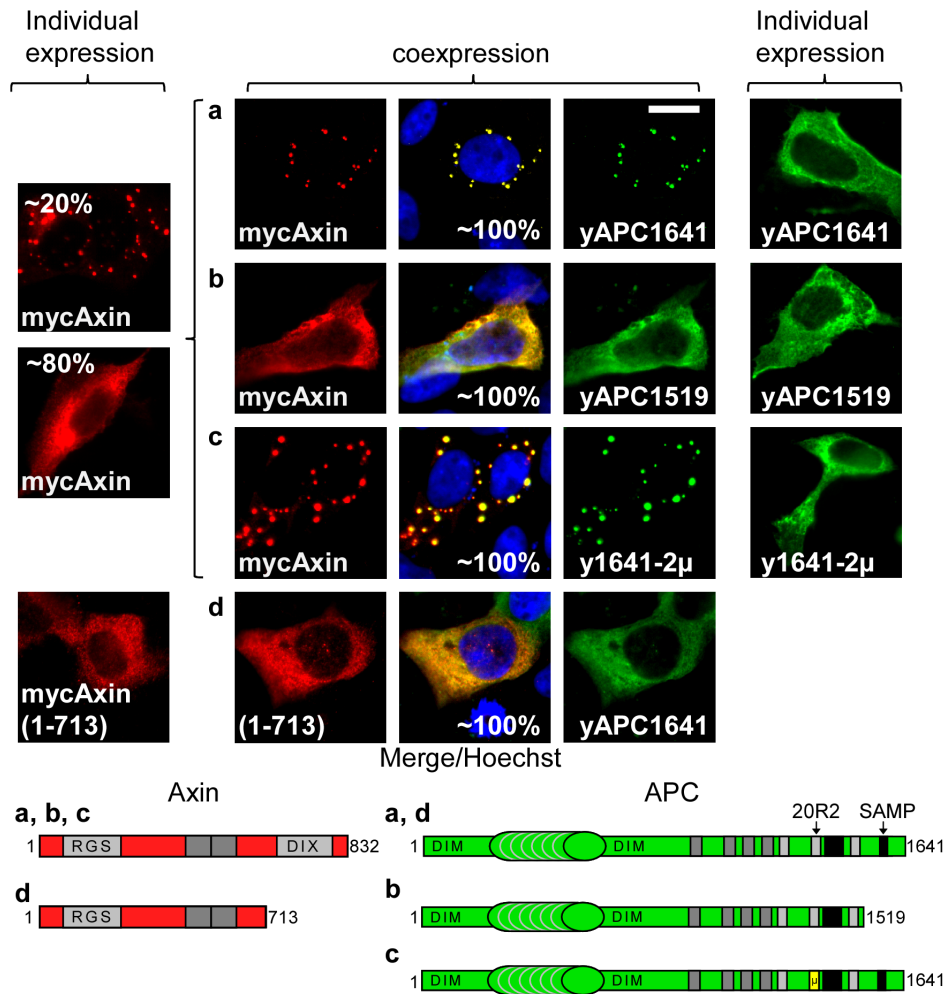 Individual
expression
coexpression
Individual
expression
a
mycAxin
~100%
yAPC1641
yAPC1641
~20%
mycAxin
b
mycAxin
~100%
yAPC1519
yAPC1519
~80%
mycAxin
c
mycAxin
~100%
y1641-2µ
y1641-2µ
d
mycAxin
(1-713)
(1-713)
~100%
yAPC1641
Merge/Hoechst
Axin
APC
a, b, c
1 RGS DIX 832
d
1 RGS 713
a, d
20R2 SAMP
1 DIM DIM 1641
b
1 DIM DIM 1519
c
1 DIM DIM µ 1641